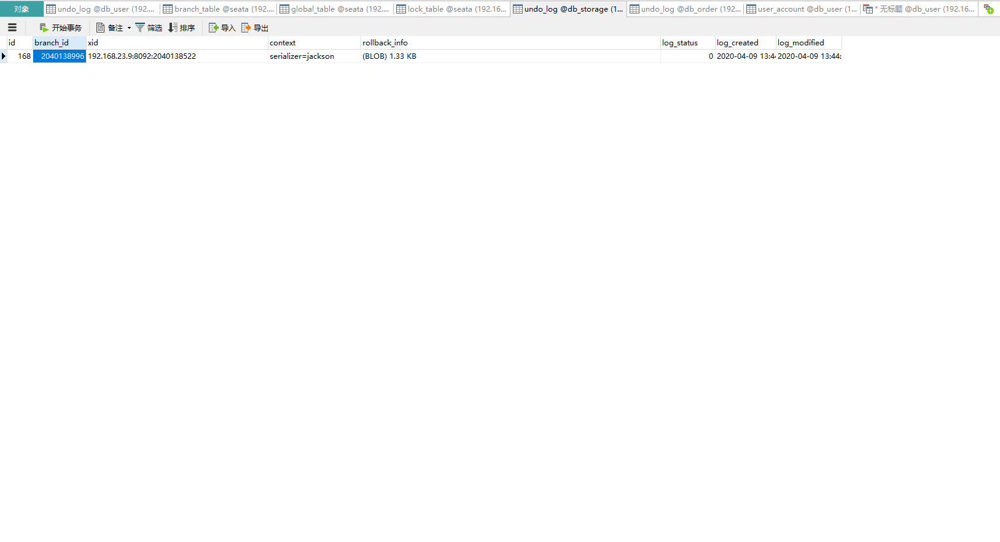 对象 undo_log @db_user (192.... branch_table @seata (192.... global_table @seata (192.... lock_table @seata (192.16... undo_log @db_storage (1... undo_log @db_order (192... user_account @db_user (1... * 无标题 @db_user (192.16...
开始事务 备注 筛选 排序 导入 导出
id branch_id xid context rollback_info log_status log_created log_modified
168 2040138996 192.168.23.9:8092:2040138522 serializer=jackson (BLOB) 1.33 KB 0 2020-04-09 13:44 2020-04-09 13:44: